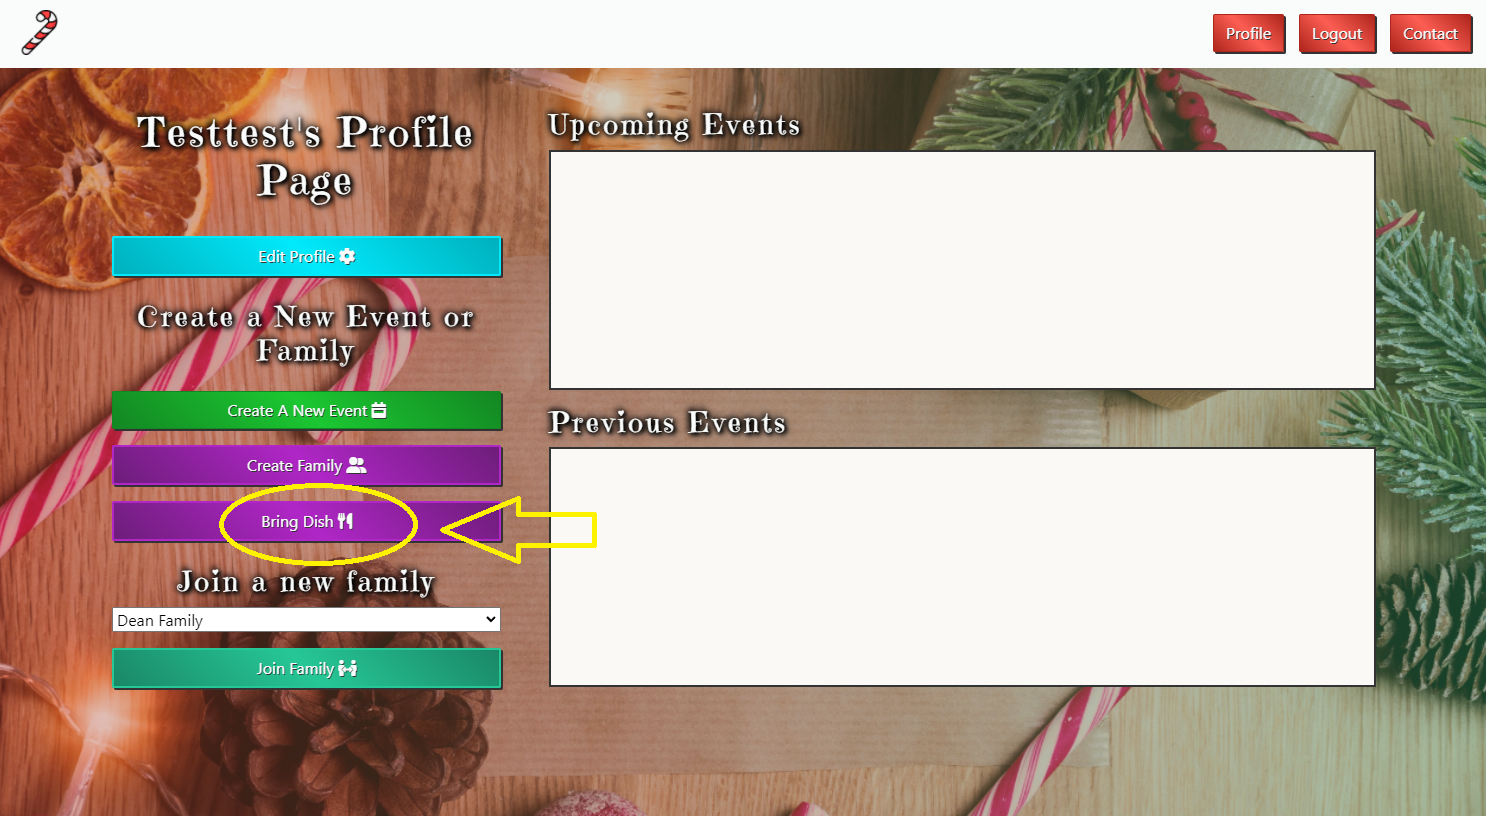 Profile
Logout
Contact
Testtest's Profile
Page
Edit Profile
Create a New Event or
Family
Create A New Event
Create Family
Bring Dish
Join a new family
Dean Family
Join Family
Upcoming Events
Previous Events